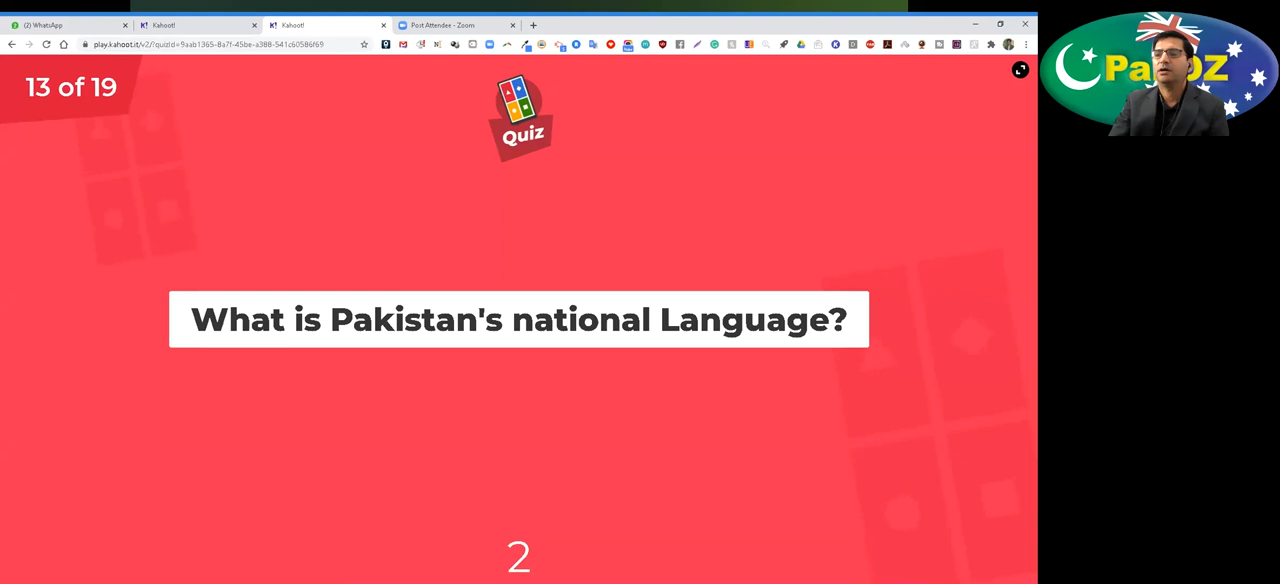 (2) WhatsApp
Kahoot!
Kahoot!
Post Attendee - Zoom
play.kahoot.it/v2/?quizId=9aab1365-8a7f-45be-a388-541c60586f69
13 of 19
Quiz
What is Pakistan's national Language?
2